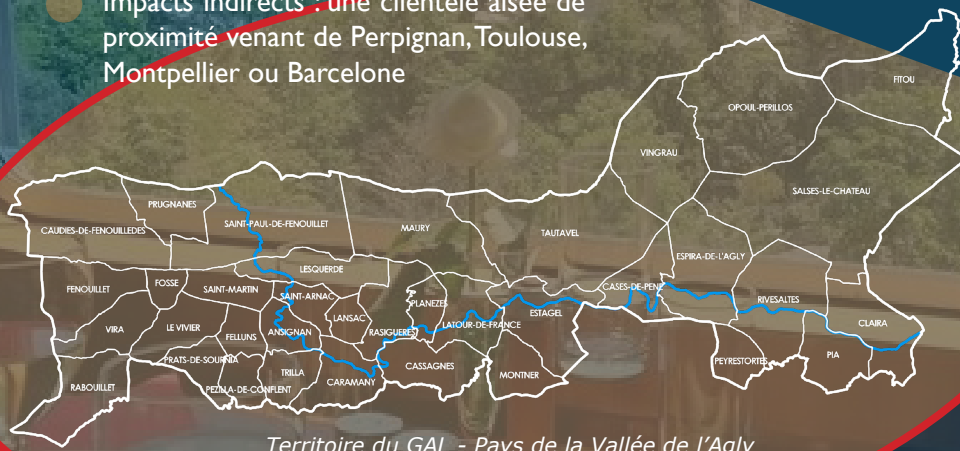 Impacts indirects : une clientèle aisée de
proximité venant de Perpignan, Toulouse,
Montpellier ou Barcelone
FITOU
OPOUL-PERILLOS
VINGRAU
SALSES-LE-CHATEAU
PRUGNANES
CAUDIES-DE-FENOUILLEDES
SAINT-PAUL-DE-FENOUILLET
MAURY
TAUTAVEL
ESPIRA-DE-L'AGLY
LESQUERDE
FENOUILLET
FOSSE
SAINT-MARTIN
SAINT-ARNAC
CASES-DE-PENE
RIVESALTES
PLANEZES
LANSAC
ESTAGEL
LATOUR-DE-FRANCE
CLAIRA
VIRA
LE VIVIER
FELLUNS
ANSIGNAN
RASIGUERES
PRATS-DE-SOURNIA
TRILLA
CASSAGNES
MONTNER
PEYRESTORTES
PIA
RABOUILLET
PEZILLA-DE-CONFLENT
CARAMANY
Territoire du GAL - Pays de la Vallée de l'Agly